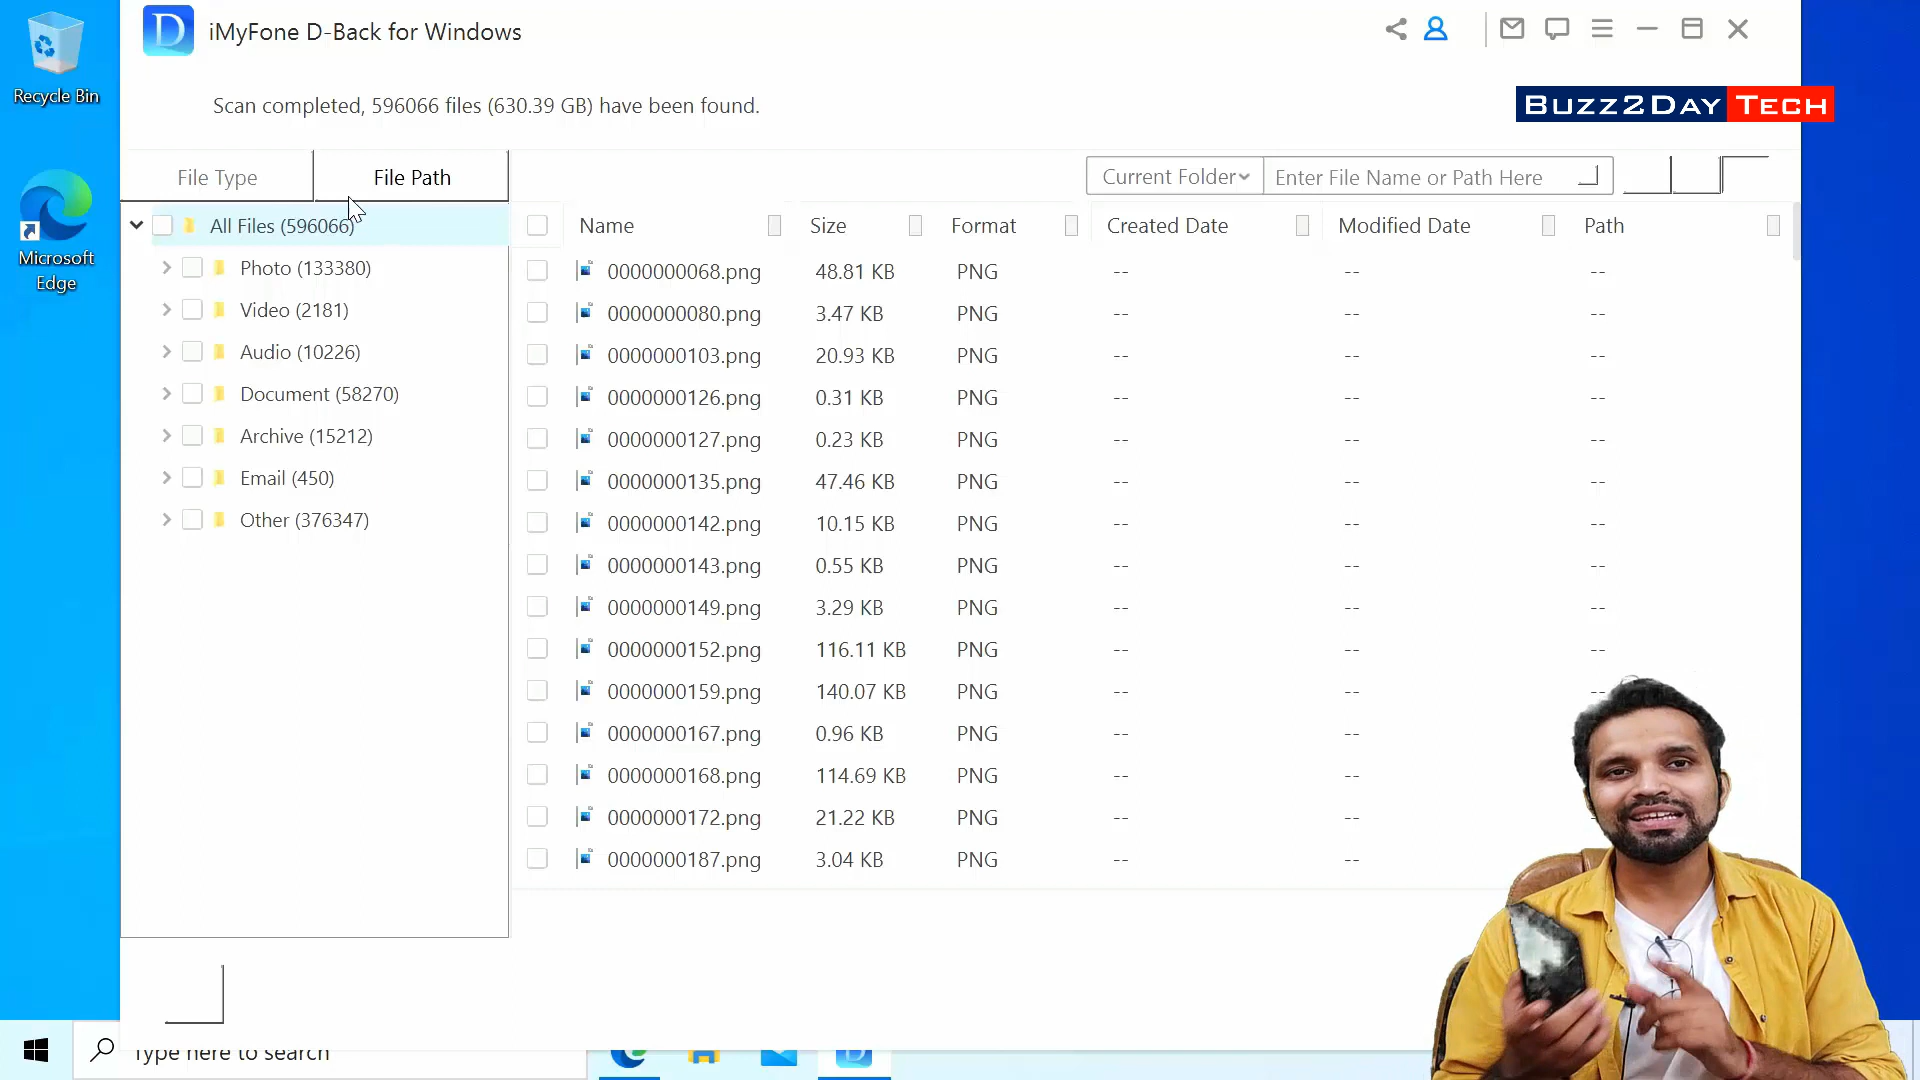 Recycle Bin
Microsoft
Edge
D
iMyFone D-Back for Windows
Scan completed, 596066 files (630.39 GB) have been found.
Buzz2Day Tech
File Type
File Path
Current Folder
Enter File Name or Path Here
All Files (596066)
Photo (133380)
Video (2181)
Audio (10226)
Document (58270)
Archive (15212)
Email (450)
Other (376347)
Name Size Format Created Date Modified Date Path
0000000068.png 48.81 KB PNG -- -- --
0000000080.png 3.47 KB PNG -- -- --
0000000103.png 20.93 KB PNG -- -- --
0000000126.png 0.31 KB PNG -- -- --
0000000127.png 0.23 KB PNG -- -- --
0000000135.png 47.46 KB PNG -- -- --
0000000142.png 10.15 KB PNG -- -- --
0000000143.png 0.55 KB PNG -- -- --
0000000149.png 3.29 KB PNG -- -- --
0000000152.png 116.11 KB PNG -- -- --
0000000159.png 140.07 KB PNG -- -- --
0000000167.png 0.96 KB PNG -- --
0000000168.png 114.69 KB PNG -- --
0000000172.png 21.22 KB PNG -- --
0000000187.png 3.04 KB PNG -- --
Type here to search
D